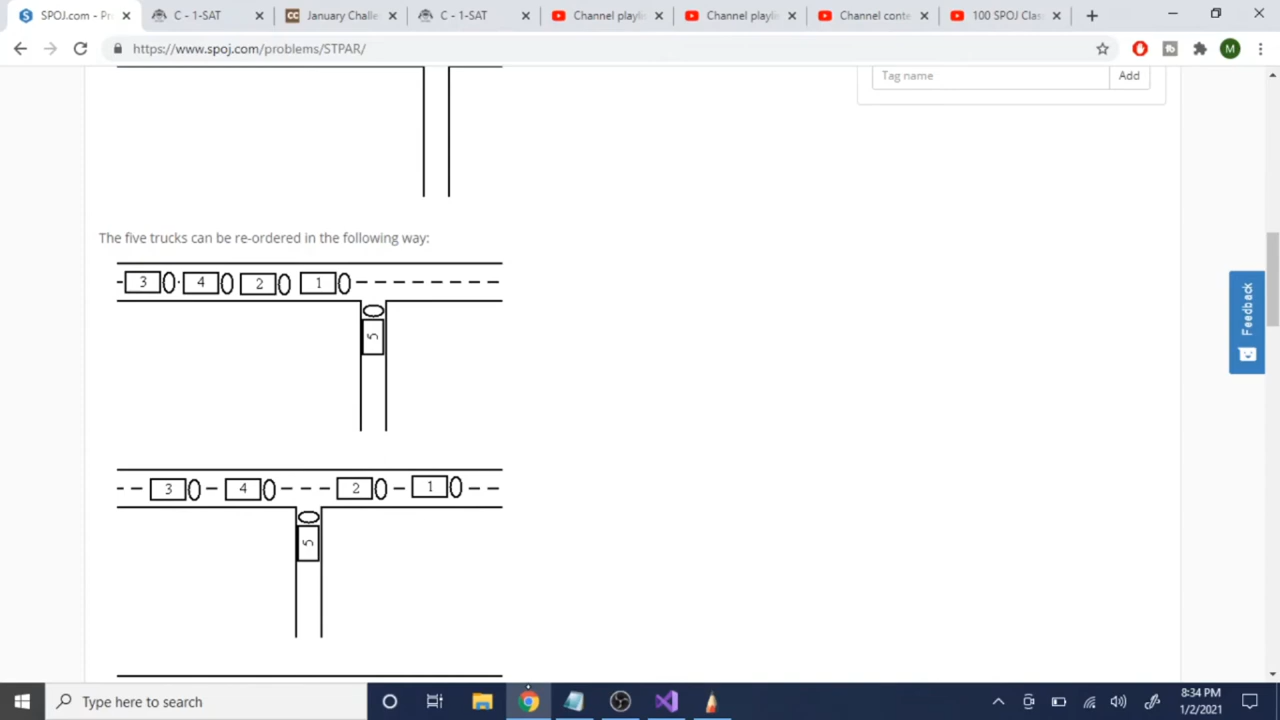 SPOJ.com - Pr
C - 1-SAT
CC January Challe
C - 1-SAT
Channel playli
Channel playli
Channel conte
100 SPOJ Clas
https://www.spoj.com/problems/STPAR/
M
Tag name
Add
The five trucks can be re-ordered in the following way:
3 4 2 1
5
3 4 2 1
5
Feedback
Type here to search
8:34 PM
1/2/2021